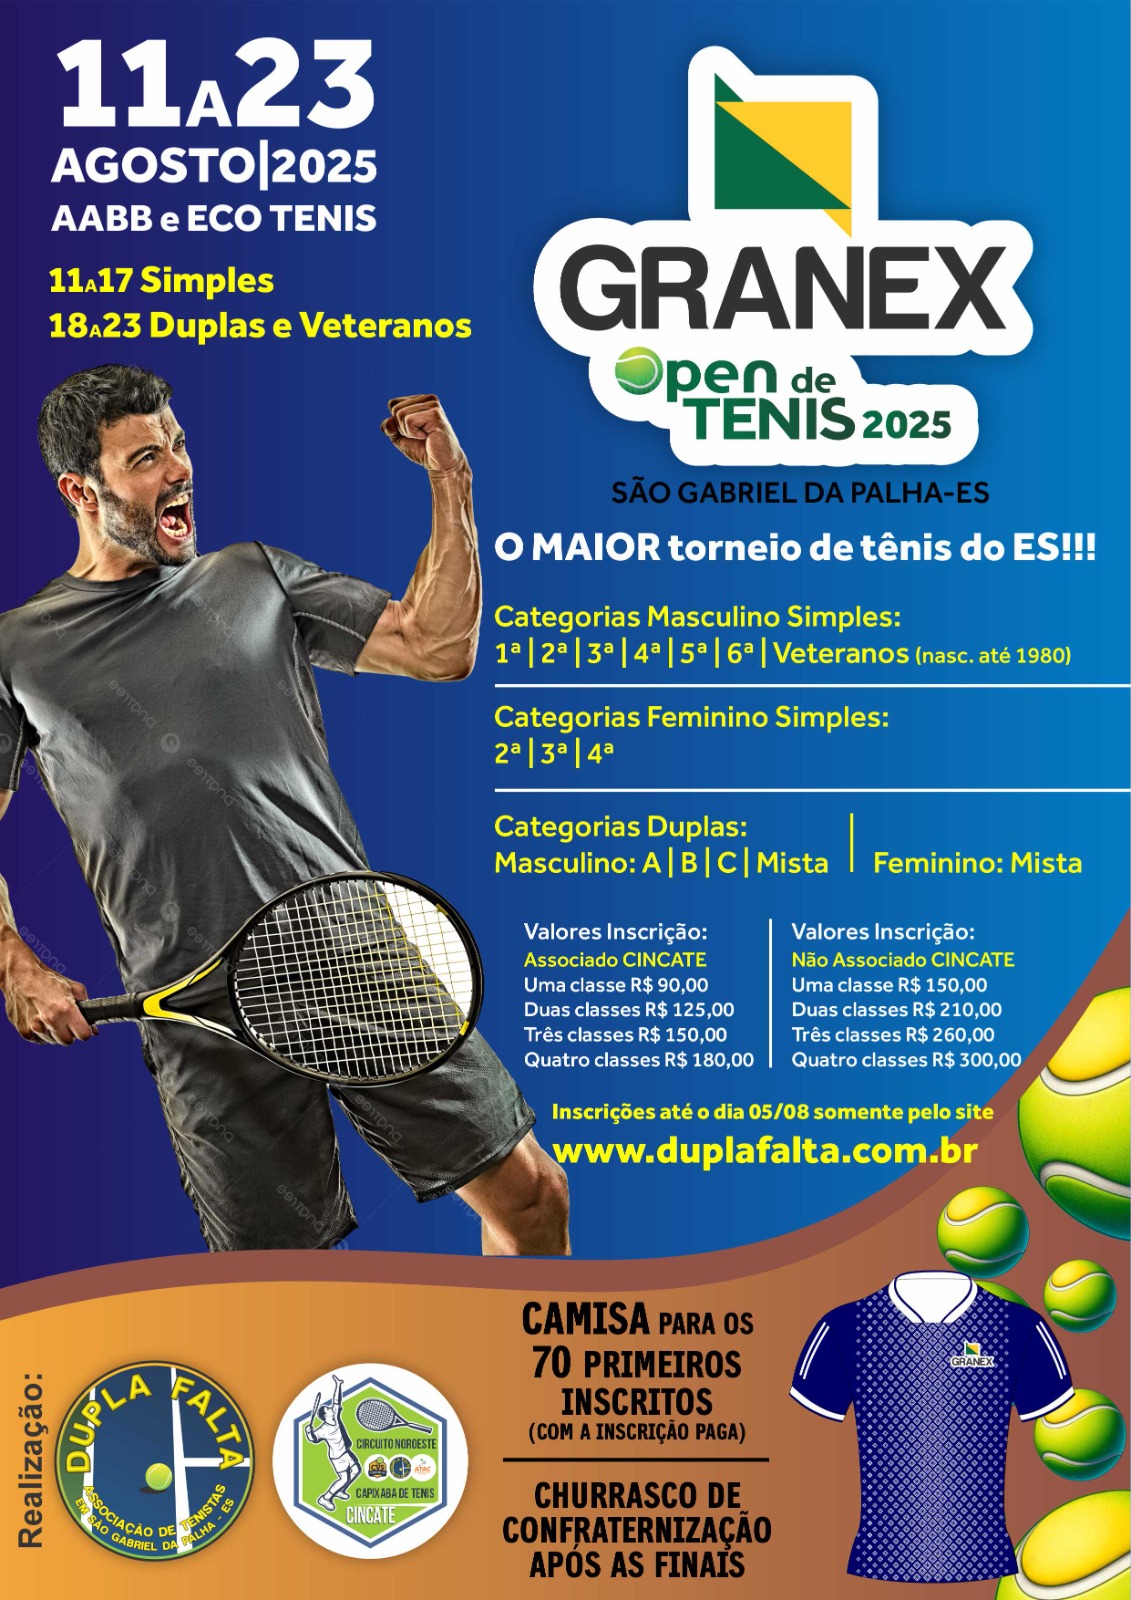 11A23
AGOSTO|2025
AABB e ECO TENIS
11A17 Simples
18A23 Duplas e Veteranos
GRANEX
Open de
TENIS 2025
SÃO GABRIEL DA PALHA-ES
O MAIOR torneio de tênis do ES!!!
Categorias Masculino Simples:
1ª | 2ª | 3ª | 4ª | 5ª | 6ª | Veteranos (nasc. até 1980)
Categorias Feminino Simples:
2ª | 3ª | 4ª
Categorias Duplas:
Masculino: A | B | C | Mista
Feminino: Mista
Valores Inscrição:
Associado CINCATE
Uma classe R$ 90,00
Duas classes R$ 125,00
Três classes R$ 150,00
Quatro classes R$ 180,00
Valores Inscrição:
Não Associado CINCATE
Uma classe R$ 150,00
Duas classes R$ 210,00
Três classes R$ 260,00
Quatro classes R$ 300,00
Inscrições até o dia 05/08 somente pelo site
www.duplafalta.com.br
Realização:
DUPLA FALTA
ASSOCIAÇÃO DE TENISTAS
EM SÃO GABRIEL DA PALHA - ES
CIRCUITO NOROESTE
CAPIXABA DE TENIS
CINCATE
CAMISA PARA OS
70 PRIMEIROS
INSCRITOS
(COM A INSCRIÇÃO PAGA)
CHURRASCO DE
CONFRATERNIZAÇÃO
APÓS AS FINAIS
GRANEX